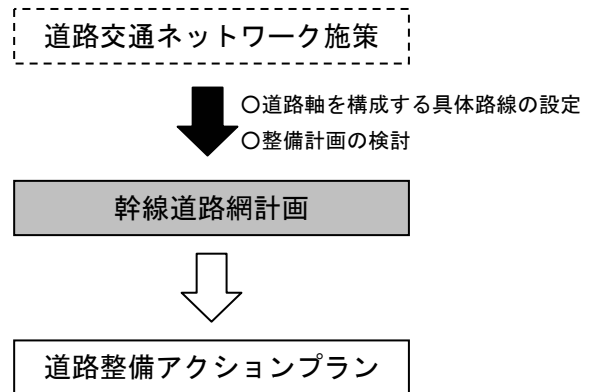 道路交通ネットワーク施策
〇道路軸を構成する具体路線の設定
〇整備計画の検討
幹線道路網計画
道路整備アクションプラン